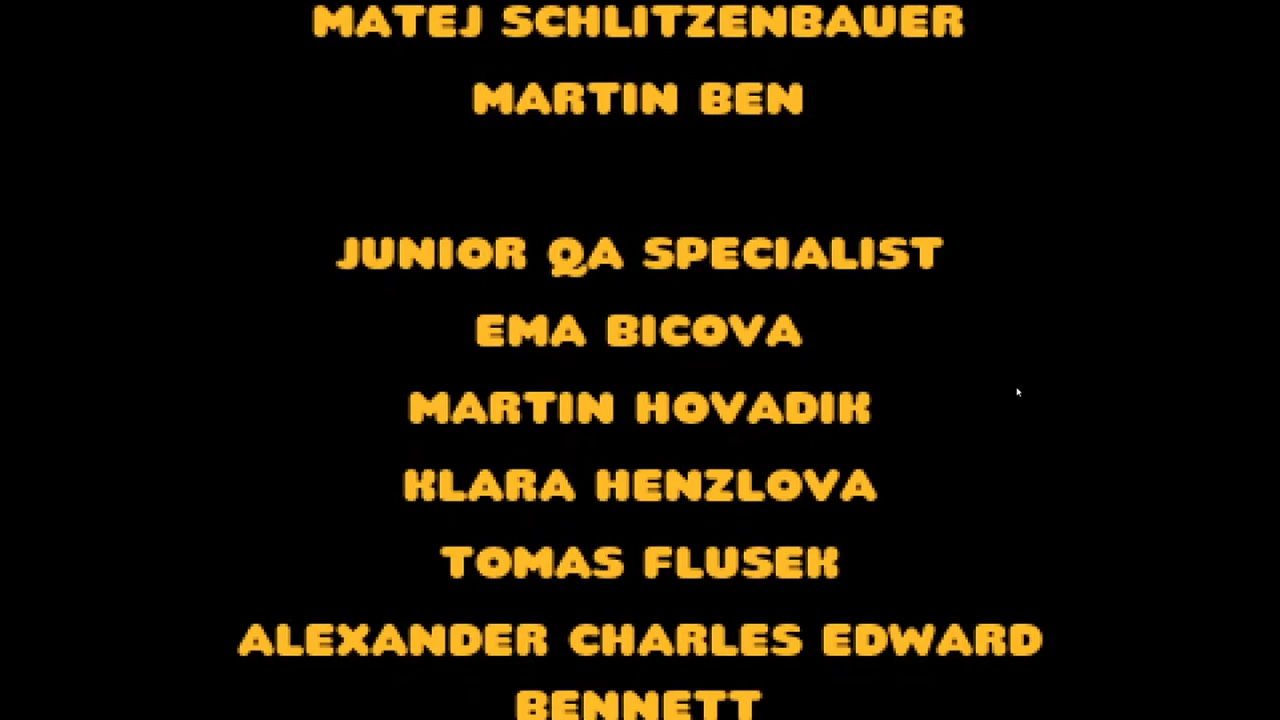 MATEJ SCHLITZENBAUER
MARTIN BEN
JUNIOR QA SPECIALIST
EMA BICOVA
MARTIN HOVADIK
KLARA HENZLOVA
TOMAS FLUSEK
ALEXANDER CHARLES EDWARD
BENNETT